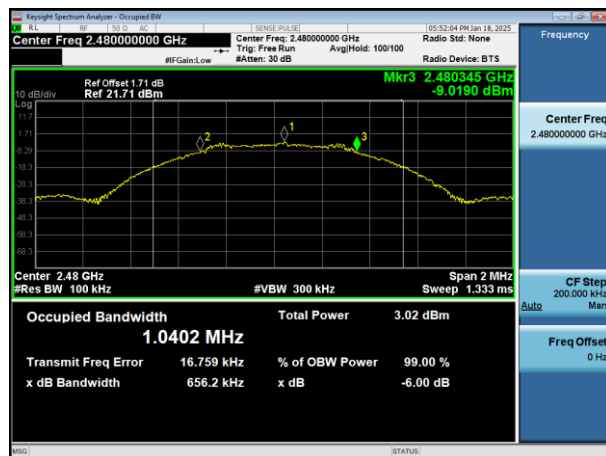 Keysight Spectrum Analyzer - Occupied BW
RL RF 50 Ω AC SENSE:PULSE 05:52:04 PM Jan 18, 2025
Center Freq 2.480000000 GHz Center Freq: 2.480000000 GHz Radio Std: None Frequency
Trig: Free Run Avg|Hold: 100/100
#IFGain:Low #Atten: 30 dB Radio Device: BTS
Ref Offset 1.71 dB Mkr3 2.480345 GHz
10 dB/div Ref 21.71 dBm -9.0190 dBm
Log
11.7
1.71
-8.29
-18.3
-28.3
-38.3
-48.3
-58.3
-68.3
2 1 3
Center Freq
2.480000000 GHz
Center 2.48 GHz Span 2 MHz
#Res BW 100 kHz #VBW 300 kHz Sweep 1.333 ms
CF Step
200.000 kHz
Auto Man
Occupied Bandwidth Total Power 3.02 dBm
1.0402 MHz
Transmit Freq Error 16.759 kHz % of OBW Power 99.00 %
x dB Bandwidth 656.2 kHz x dB -6.00 dB
Freq Offset
0 Hz
MSG STATUS